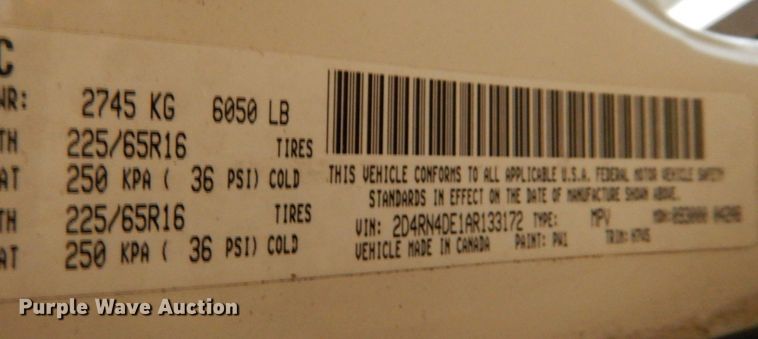 C
WR: 2745 KG 6050 LB
TH 225/65R16 TIRES
AT 250 KPA ( 36 PSI) COLD
TH 225/65R16 TIRES
AT 250 KPA ( 36 PSI) COLD
THIS VEHICLE CONFORMS TO ALL APPLICABLE U.S.A. FEDERAL MOTOR VEHICLE SAFETY
STANDARDS IN EFFECT ON THE DATE OF MANUFACTURE SHOWN ABOVE.
VIN: 2D4RN4DE1AR133172 TYPE: MPV MDH:
VEHICLE MADE IN CANADA PAINT: PW1 TRIM:
Purple Wave Auction